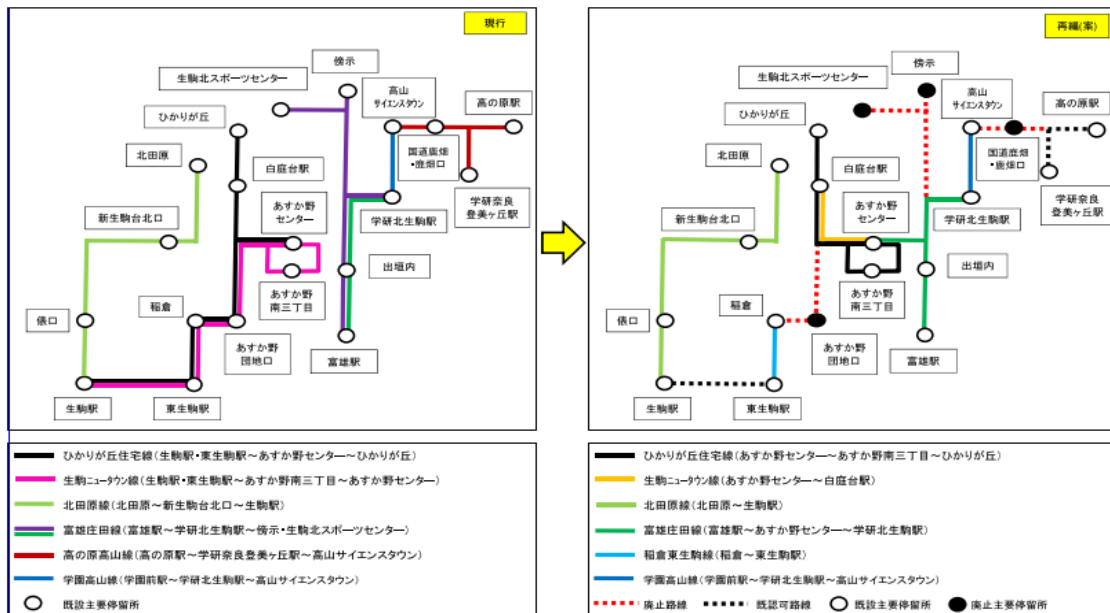 現行
傍示
生駒北スポーツセンター
高山
サイエンスタウン
高の原駅
ひかりが丘
北田原
国道鹿畑
・鹿畑口
白庭台駅
学研奈良
登美ヶ丘駅
新生駒台北口
あすか野
センター
学研北生駒駅
出垣内
あすか野
南三丁目
稲倉
俵口
あすか野
団地口
富雄駅
生駒駅
東生駒駅
ひかりが丘住宅線(生駒駅・東生駒駅~あすか野センター~ひかりが丘)
生駒ニュータウン線(生駒駅・東生駒駅~あすか野南三丁目~あすか野センター)
北田原線(北田原~新生駒台北口~生駒駅)
富雄庄田線(富雄駅~学研北生駒駅~傍示・生駒北スポーツセンター)
高の原高山線(高の原駅~学研奈良登美ヶ丘駅~高山サイエンスタウン)
学園高山線(学園前駅~学研北生駒駅~高山サイエンスタウン)
既設主要停留所
再編(案)
傍示
生駒北スポーツセンター
高山
サイエンスタウン
高の原駅
ひかりが丘
北田原
国道鹿畑
・鹿畑口
白庭台駅
学研奈良
登美ヶ丘駅
新生駒台北口
あすか野
センター
学研北生駒駅
出垣内
あすか野
南三丁目
稲倉
俵口
あすか野
団地口
富雄駅
生駒駅
東生駒駅
ひかりが丘住宅線(あすか野センター~あすか野南三丁目~ひかりが丘)
生駒ニュータウン線(あすか野センター~白庭台駅)
北田原線(北田原~生駒駅)
富雄庄田線(富雄駅~あすか野センター~学研北生駒駅)
稲倉東生駒線(稲倉~東生駒駅)
学園高山線(学園前駅~学研北生駒駅~高山サイエンスタウン)
廃止路線 既認可路線 既設主要停留所 廃止主要停留所